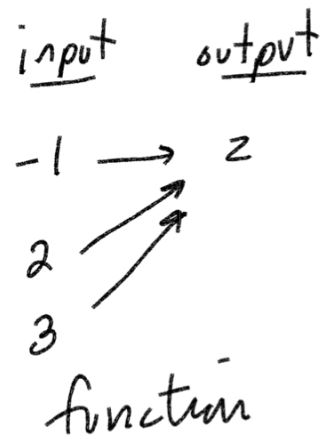 input output
-1 → 2
2
3
function